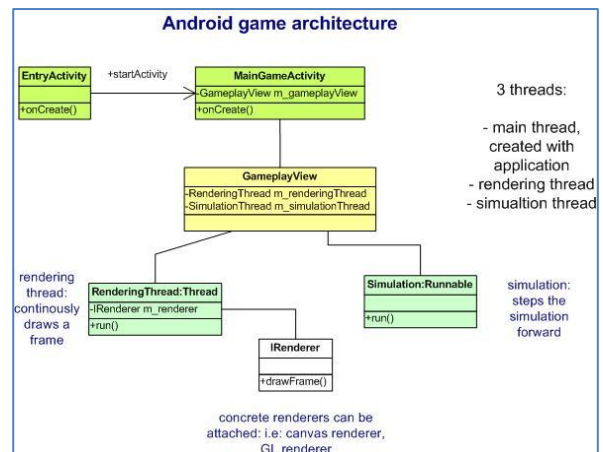 Android game architecture
EntryActivity
+onCreate()
+startActivity
MainGameActivity
-GameplayView m_gameplayView
+onCreate()
3 threads:
- main thread,
created with
application
- rendering thread
- simualtion thread
GameplayView
-RenderingThread m_renderingThread
-SimulationThread m_simulationThread
rendering
thread:
continously
draws a
frame
RenderingThread:Thread
-IRenderer m_renderer
+run()
Simulation:Runnable
+run()
simulation:
steps the
simulation
forward
IRenderer
+drawFrame()
concrete renderers can be
attached: i.e: canvas renderer,
GL renderer